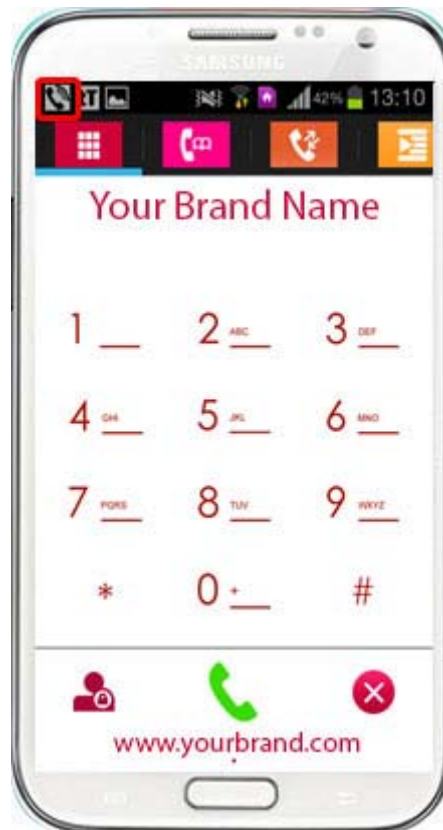 SAMSUNG
42% 13:10
Your Brand Name
1 2 ABC 3 DEF
4 GHI 5 JKL 6 MNO
7 PQRS 8 TUV 9 WXYZ
* 0 + #
www.yourbrand.com